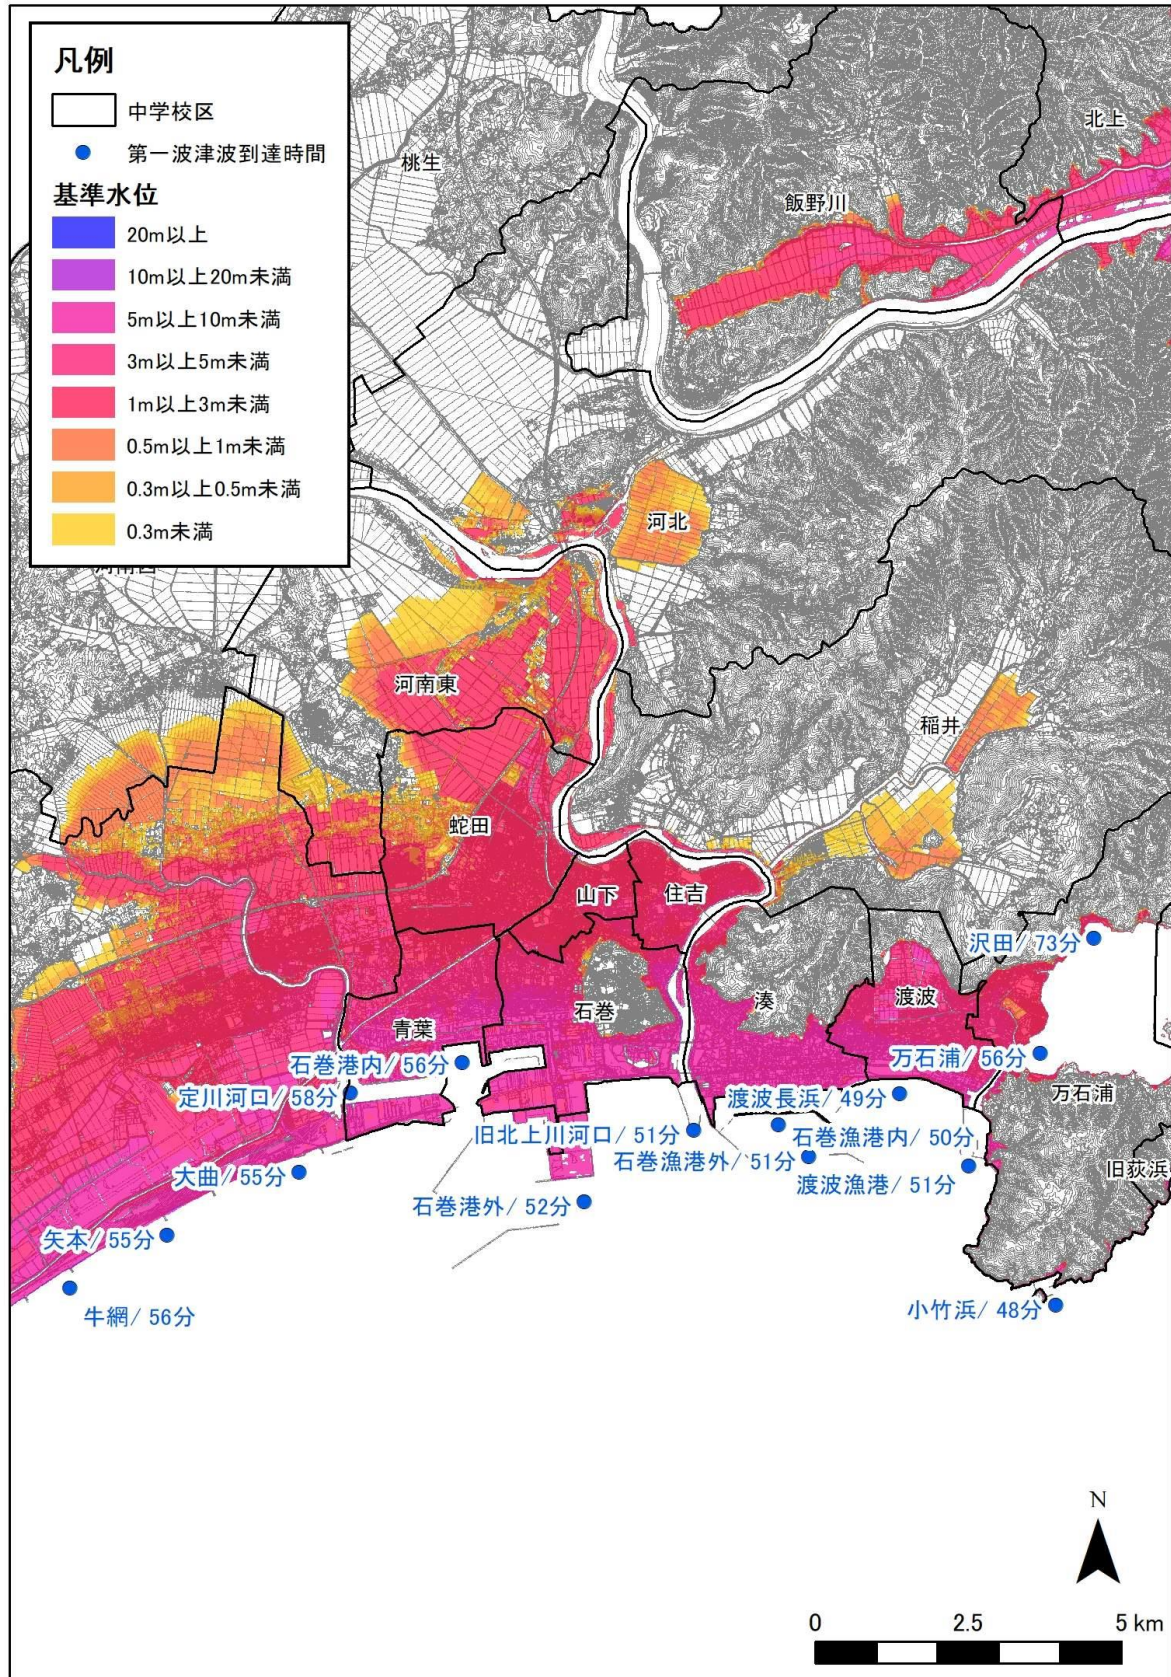 凡例
中学校区
第一波津波到達時間
基準水位
20m以上
10m以上20m未満
5m以上10m未満
3m以上5m未満
1m以上3m未満
0.5m以上1m未満
0.3m以上0.5m未満
0.3m未満
北上
桃生
飯野川
河北
河南東
稲井
蛇田
山下
住吉
沢田/ 73分
石巻
湊
渡波
青葉
石巻港内/ 56分
万石浦/ 56分
定川河口/ 58分
渡波長浜/ 49分
万石浦
旧北上川河口/ 51分
石巻漁港内/ 50分
石巻漁港外/ 51分
大曲/ 55分
渡波漁港/ 51分
旧荻浜
石巻港外/ 52分
矢本/ 55分
牛網/ 56分
小竹浜/ 48分
N
0 2.5 5 km